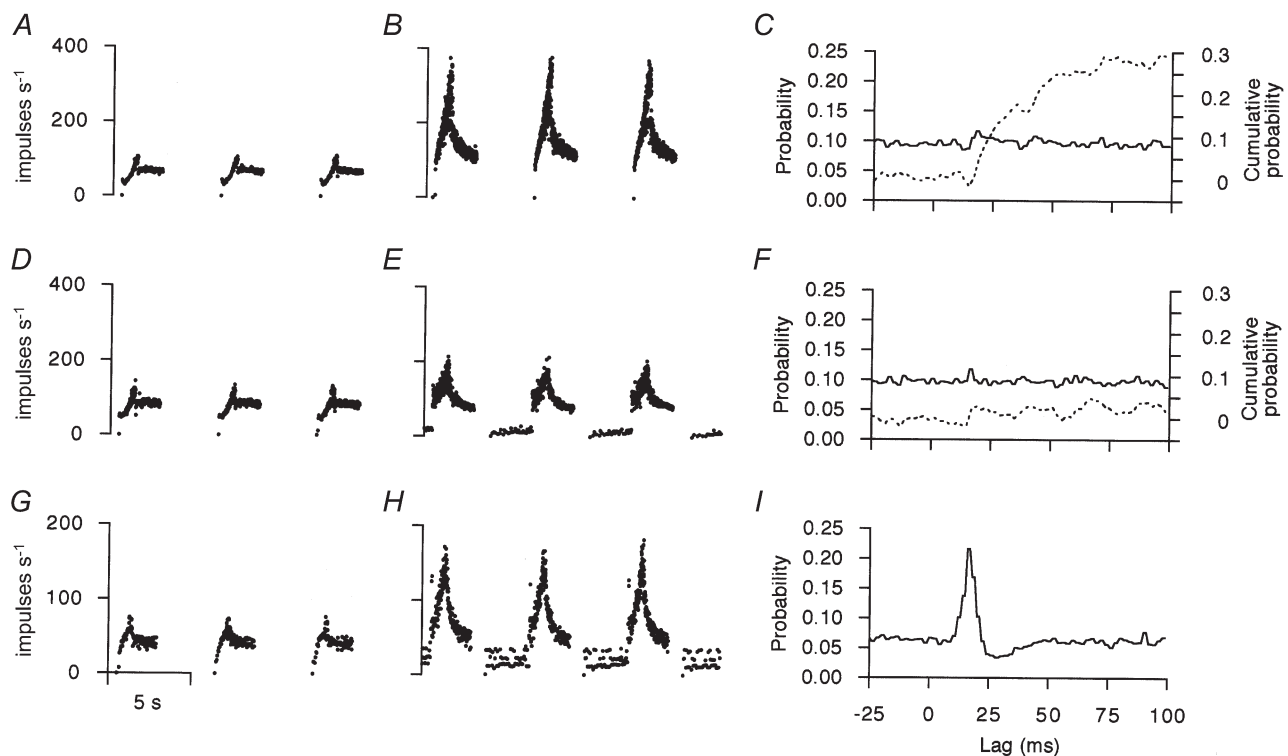 A
B
C
impulses s⁻¹
400
200
0
Probability
0.25
0.20
0.15
0.10
0.05
0.00
0.3
0.2
0.1
0
Cumulative
probability
D
E
F
impulses s⁻¹
400
200
0
Probability
0.25
0.20
0.15
0.10
0.05
0.00
0.3
0.2
0.1
0
Cumulative
probability
G
H
I
impulses s⁻¹
200
100
0
5 s
Probability
0.25
0.20
0.15
0.10
0.05
0.00
-25 0 25 50 75 100
Lag (ms)